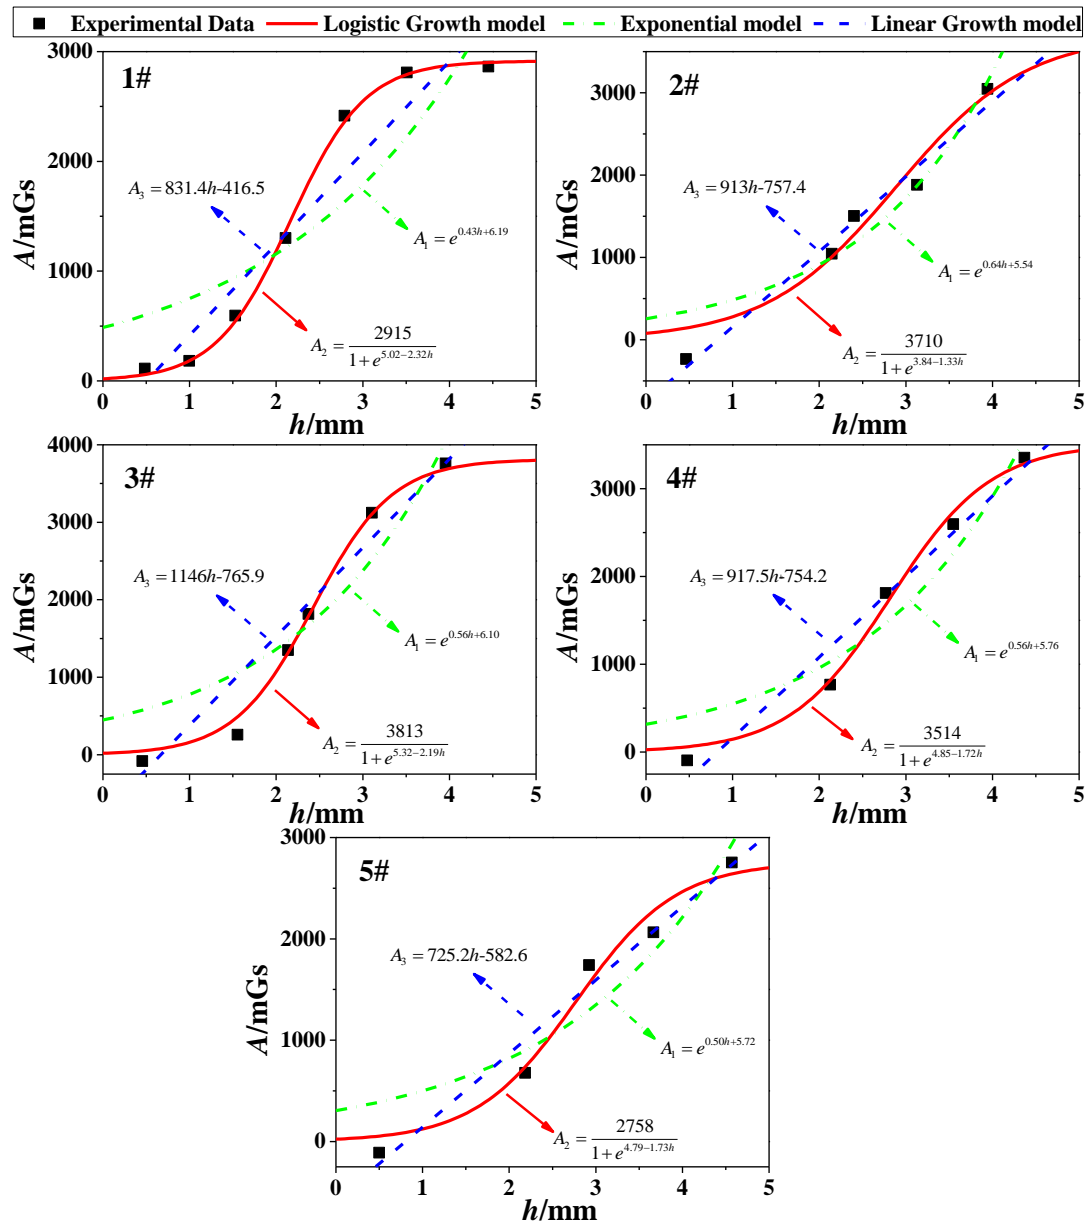 Experimental Data Logistic Growth model Exponential model Linear Growth model
1#
A/mGs
3000
2000
1000
0
A₃ = 831.4h-416.5
A₁ = e^{0.43h+6.19}
A₂ = \frac{2915}{1+e^{5.02-2.32h}}
0 1 2 3 4 5
h/mm
2#
A/mGs
3000
2000
1000
0
A₃ = 913h-757.4
A₁ = e^{0.64h+5.54}
A₂ = \frac{3710}{1+e^{3.84-1.33h}}
0 1 2 3 4 5
h/mm
3#
A/mGs
4000
3000
2000
1000
0
A₃ = 1146h-765.9
A₁ = e^{0.56h+6.10}
A₂ = \frac{3813}{1+e^{5.32-2.19h}}
0 1 2 3 4 5
h/mm
4#
A/mGs
3000
2000
1000
0
A₃ = 917.5h-754.2
A₁ = e^{0.56h+5.76}
A₂ = \frac{3514}{1+e^{4.85-1.72h}}
0 1 2 3 4 5
h/mm
5#
A/mGs
3000
2000
1000
0
A₃ = 725.2h-582.6
A₁ = e^{0.50h+5.72}
A₂ = \frac{2758}{1+e^{4.79-1.73h}}
0 1 2 3 4 5
h/mm